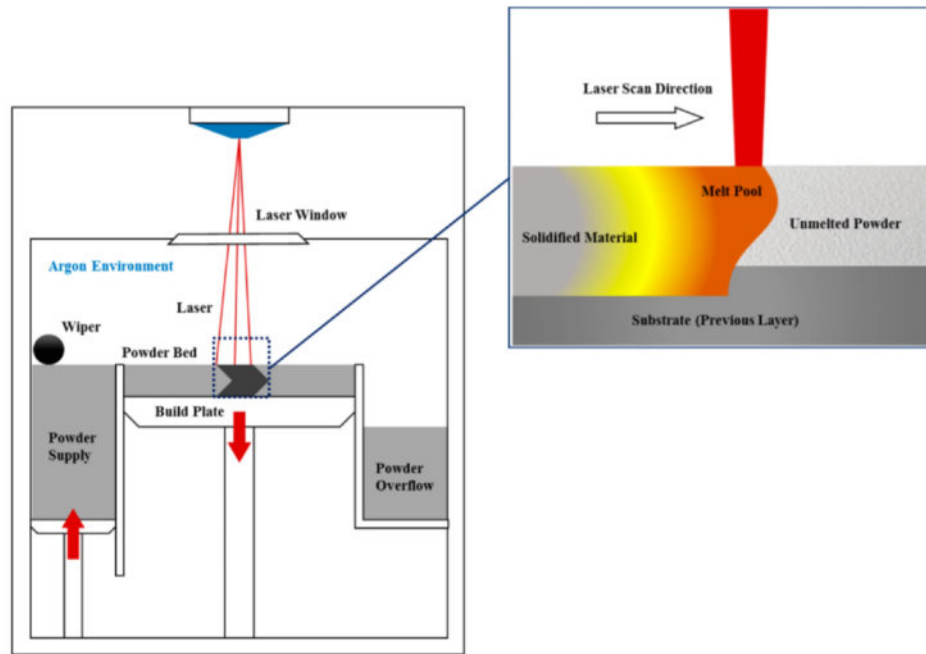 Laser Scan Direction
Melt Pool
Unmelted Powder
Solidified Material
Substrate (Previous Layer)
Laser Window
Argon Environment
Laser
Wiper
Powder Bed
Build Plate
Powder
Supply
Powder
Overflow